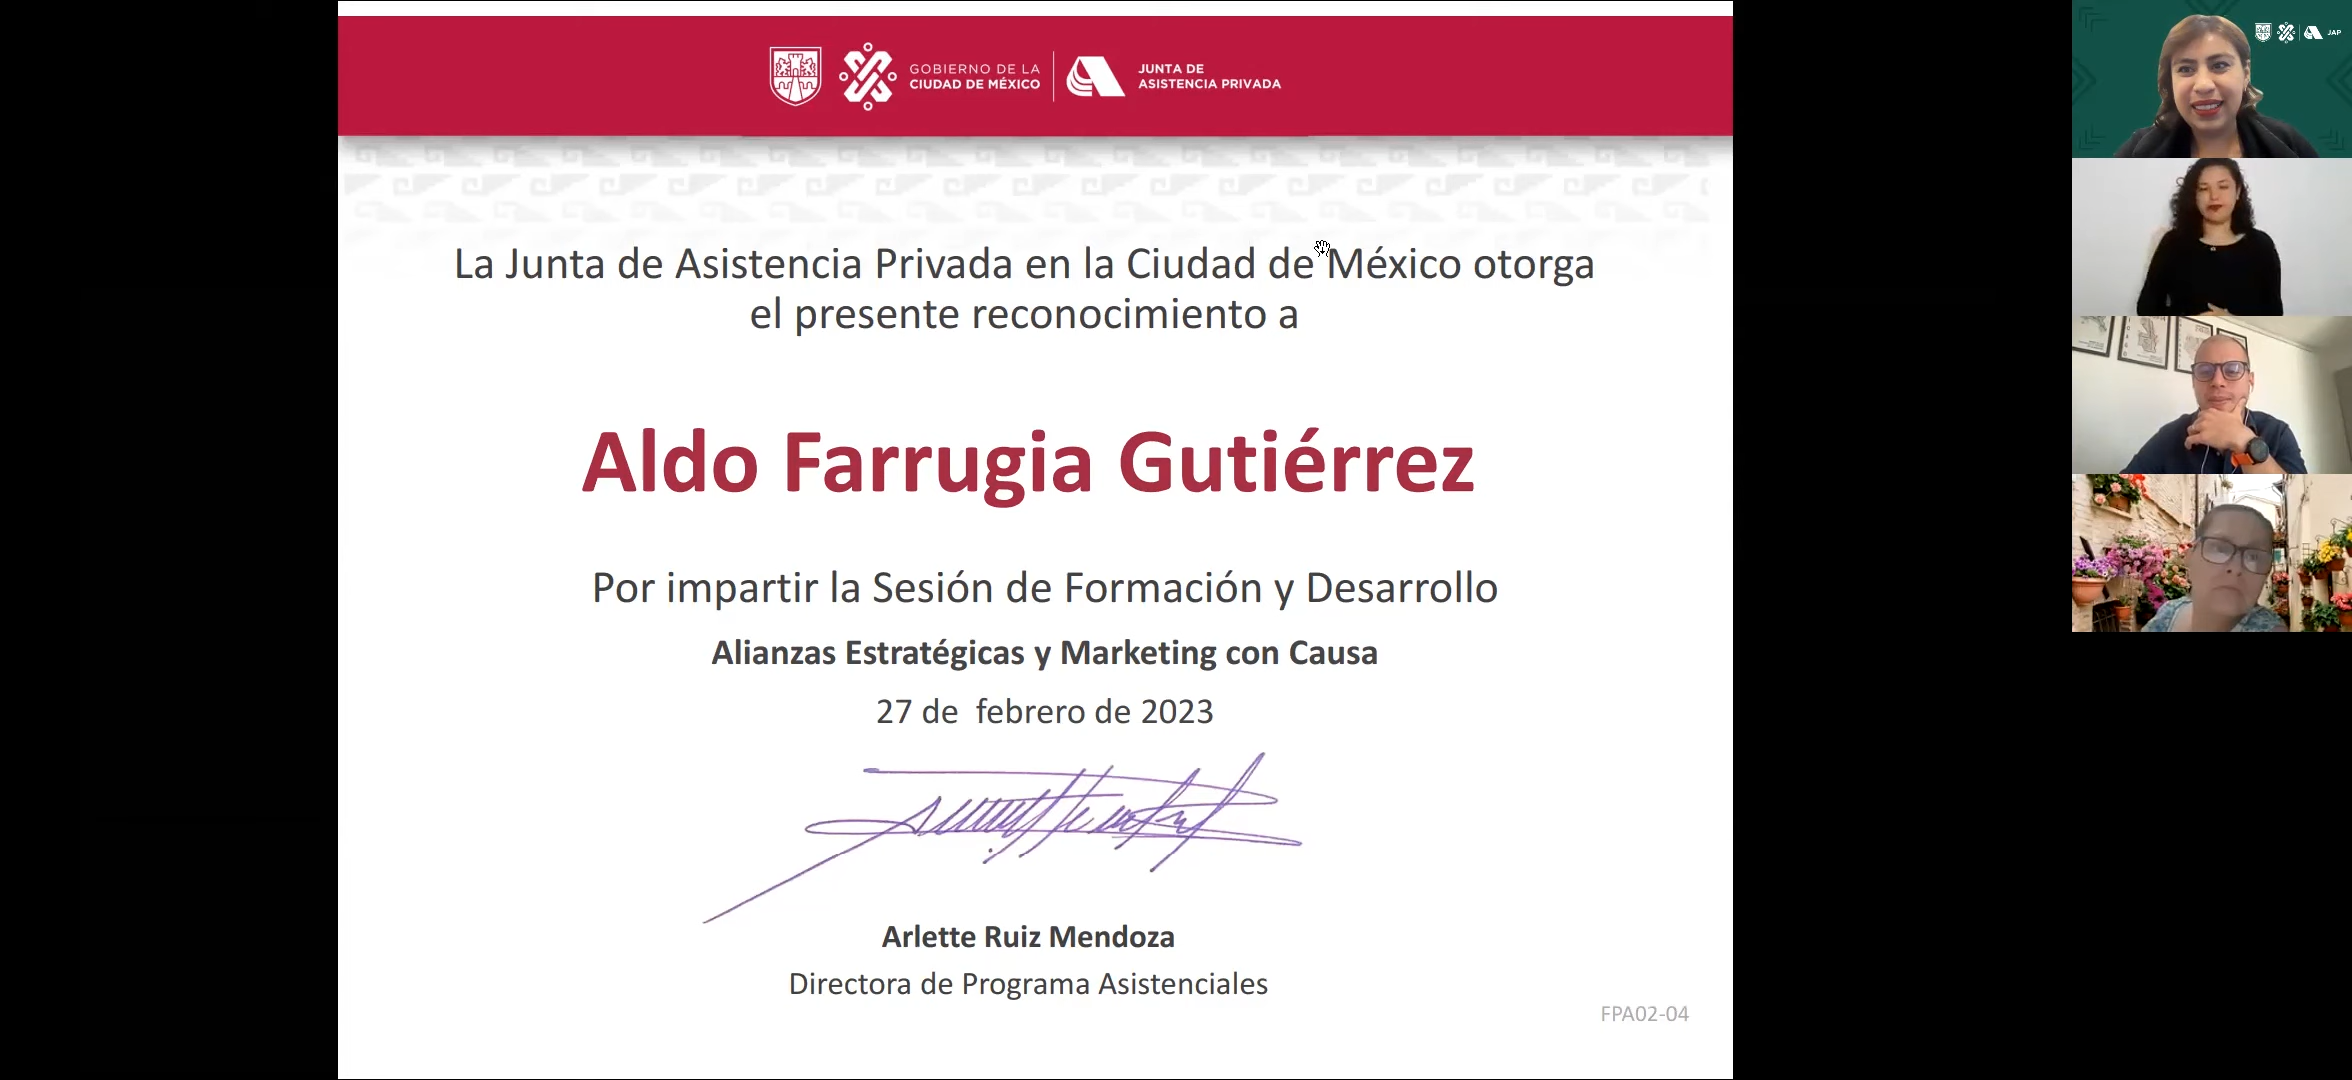 GOBIERNO DE LA
CIUDAD DE MÉXICO
JUNTA DE
ASISTENCIA PRIVADA
JAP
La Junta de Asistencia Privada en la Ciudad de México otorga
el presente reconocimiento a
Aldo Farrugia Gutiérrez
Por impartir la Sesión de Formación y Desarrollo
Alianzas Estratégicas y Marketing con Causa
27 de  febrero de 2023
Arlette Ruiz Mendoza
Directora de Programa Asistenciales
FPA02-04